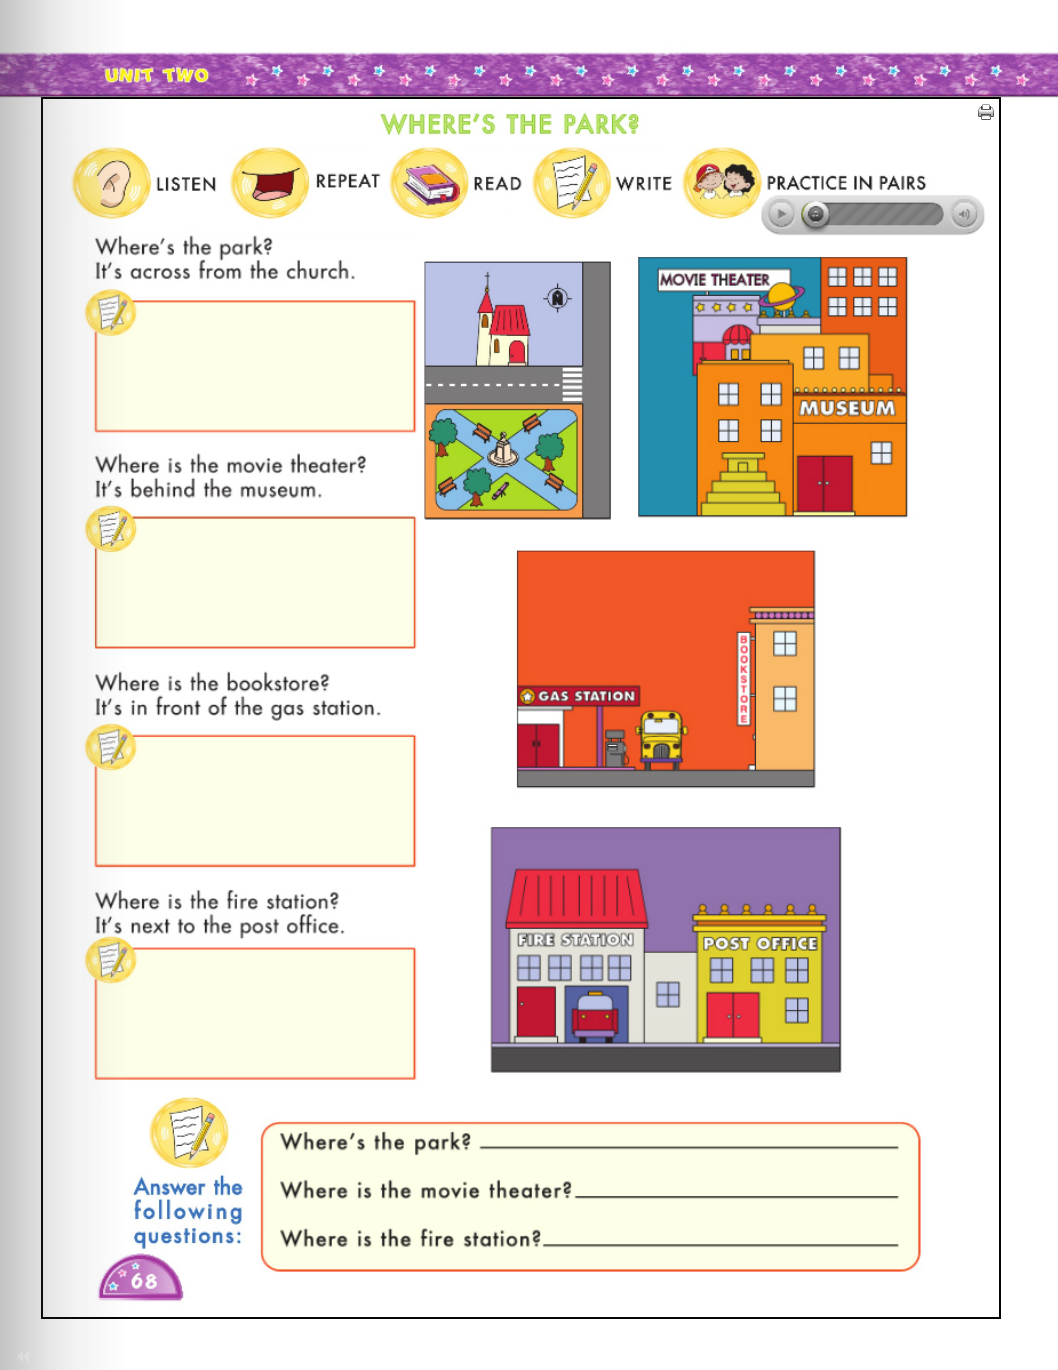 UNIT TWO
WHERE'S THE PARK?
LISTEN
REPEAT
READ
WRITE
PRACTICE IN PAIRS
Where's the park?
It's across from the church.
MOVIE THEATER
MUSEUM
Where is the movie theater?
It's behind the museum.
Where is the bookstore?
It's in front of the gas station.
GAS STATION
BOOKSTORE
Where is the fire station?
It's next to the post office.
FIRE STATION
POST OFFICE
Answer the
following
questions:
Where's the park?
Where is the movie theater?
Where is the fire station?
68